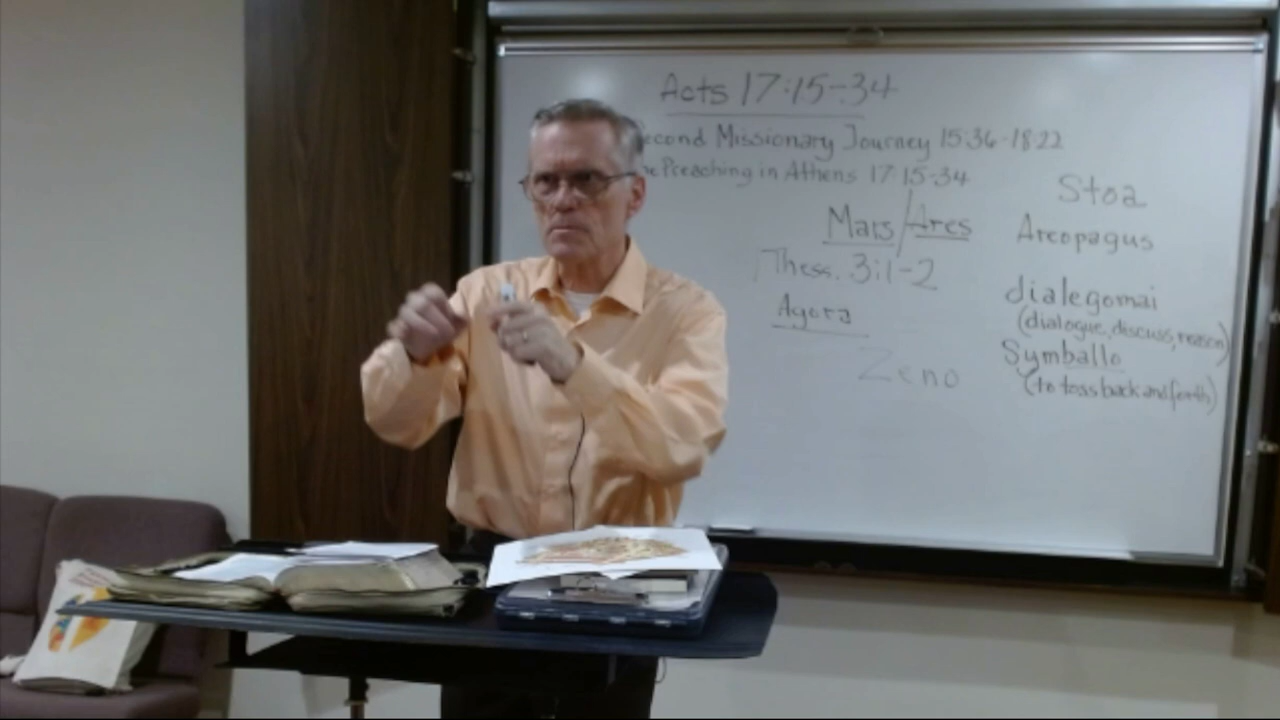 Acts 17:15-34
econd Missionary Journey 15:36-18:22
e Preaching in Athens 17:15-34
Mars/Ares
Thess. 3:1-2
Agora
Zeno
Stoa
Areopagus
dialegomai
(dialogue, discuss, reason)
Symballo
(to toss back and forth)